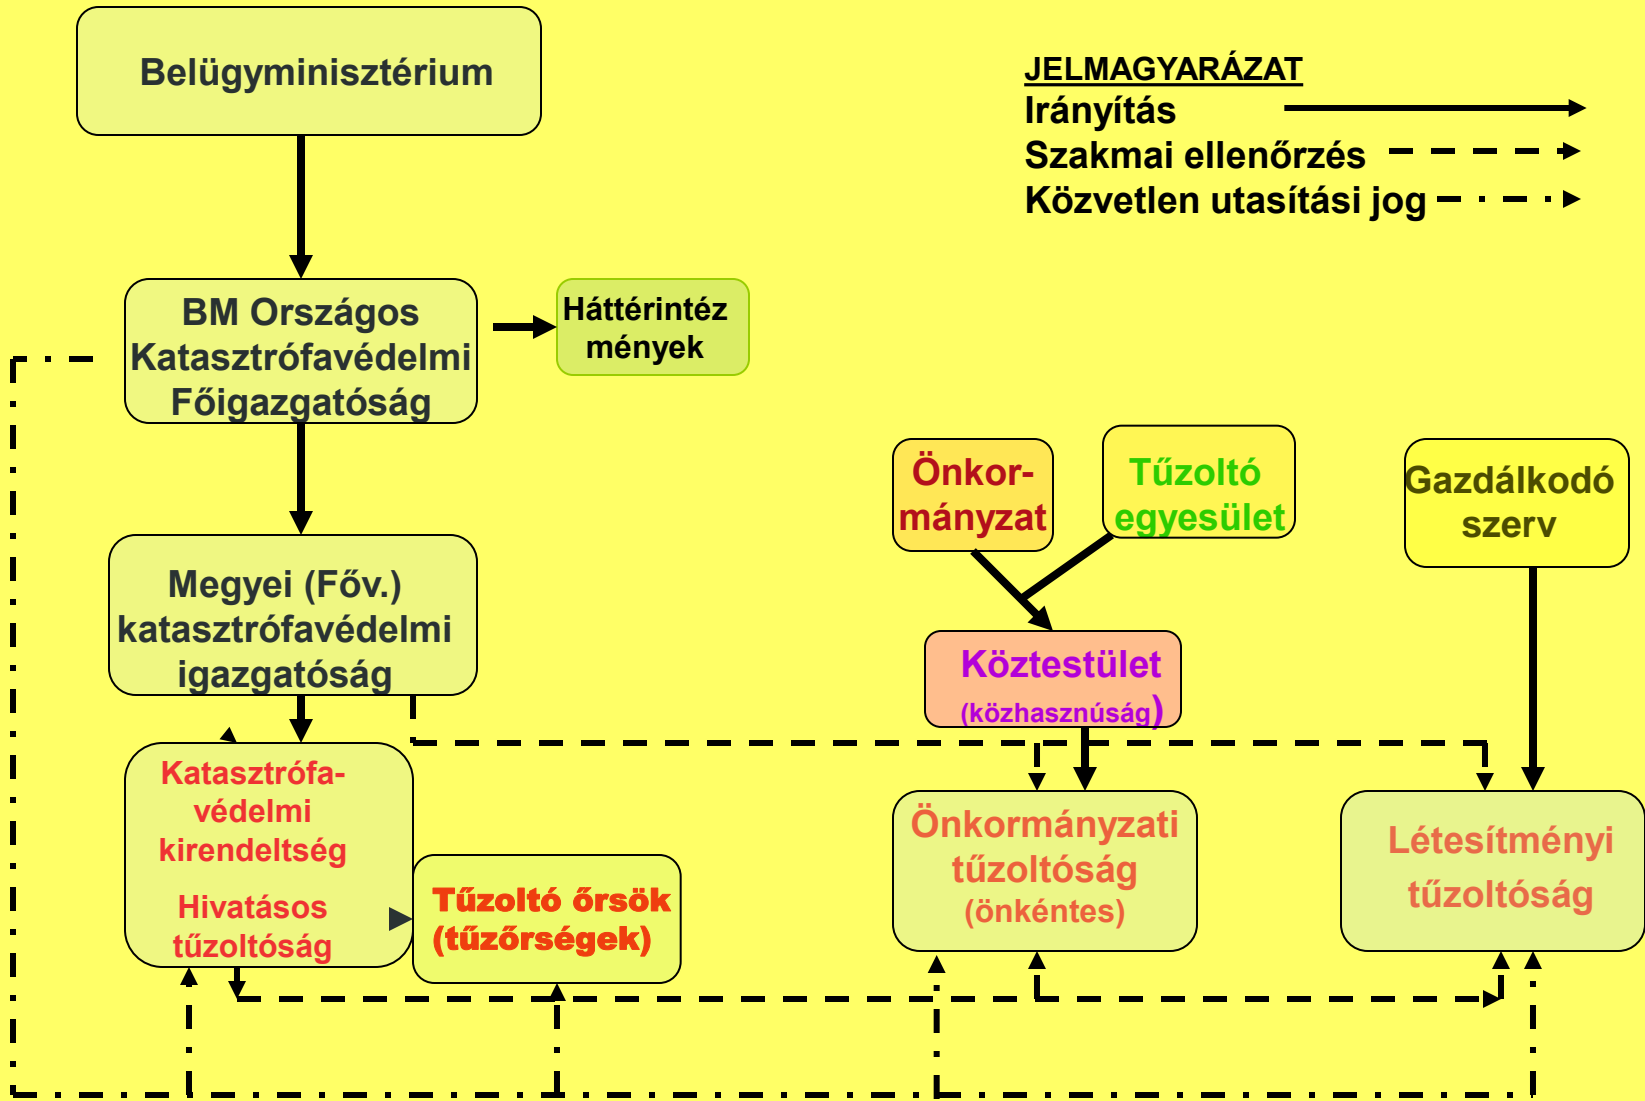 Belügyminisztérium
JELMAGYARÁZAT
Irányítás
Szakmai ellenőrzés
Közvetlen utasítási jog
BM Országos
Katasztrófavédelmi
Főigazgatóság
Háttérintéz
mények
Önkor-
mányzat
Tűzoltó
egyesület
Gazdálkodó
szerv
Megyei (Főv.)
katasztrófavédelmi
igazgatóság
Köztestület
(közhasznúság)
Katasztrófa-
védelmi
kirendeltség
Hivatásos
tűzoltóság
Tűzoltó őrsök
(tűzőrségek)
Önkormányzati
tűzoltóság
(önkéntes)
Létesítményi
tűzoltóság